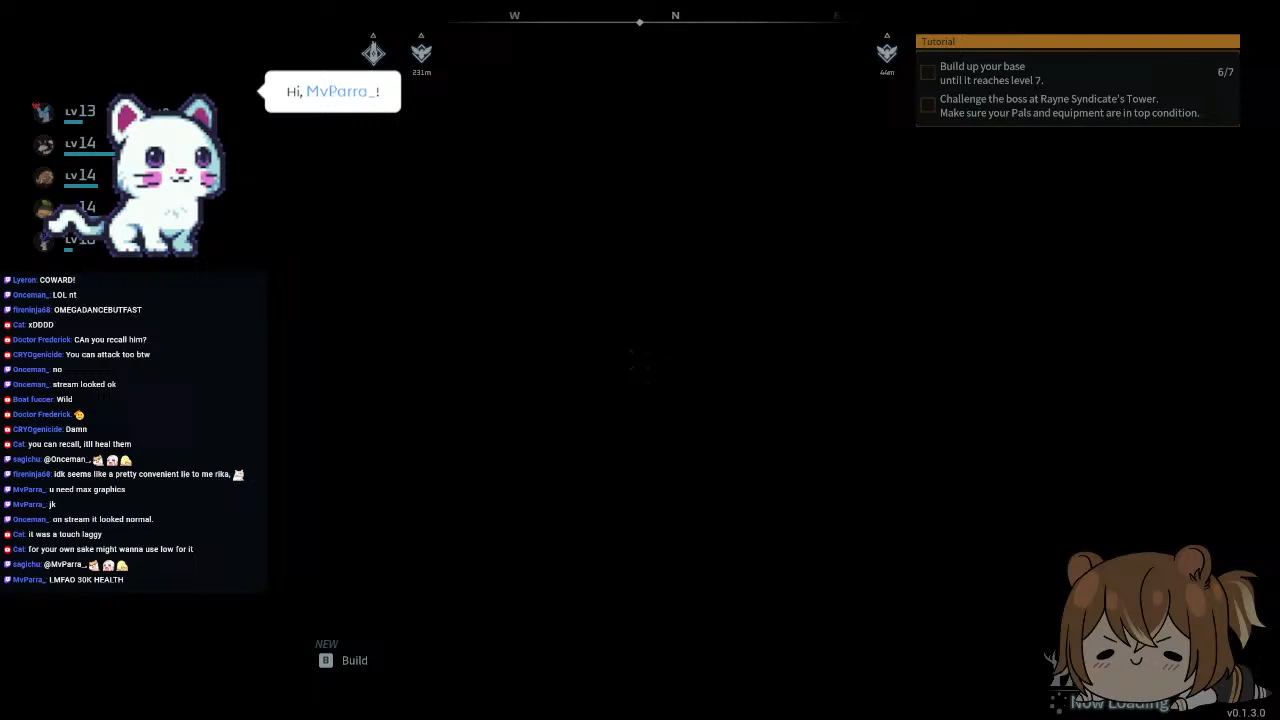 W
N
E
231m
44m
Tutorial
Build up your base
until it reaches level 7.
6/7
Challenge the boss at Rayne Syndicate's Tower.
Make sure your Pals and equipment are in top condition.
Hi, MvParra_!
LV13
LV14
LV14
14
Lyeron: COWARD!
Onceman_: LOL nt
fireninja68: OMEGADANCEBUTFAST
Cat: xDDDD
Doctor Frederick: CAn you recall him?
CRYOgenicide: You can attack too btw
Onceman_: no
Onceman_: stream looked ok
Boat fuccer: Wild
Doctor Frederick:
CRYOgenicide: Damn
Cat: you can recall, itll heal them
sagichu: @Onceman_,
fireninja68: idk seems like a pretty convenient lie to me rika,
MvParra_: u need max graphics
MvParra_: jk
Onceman_: on stream it looked normal.
Cat: it was a touch laggy
Cat: for your own sake might wanna use low for it
sagichu: @MvParra_,
MvParra_: LMFAO 30K HEALTH
NEW
B Build
Now Loading
v0.1.3.0